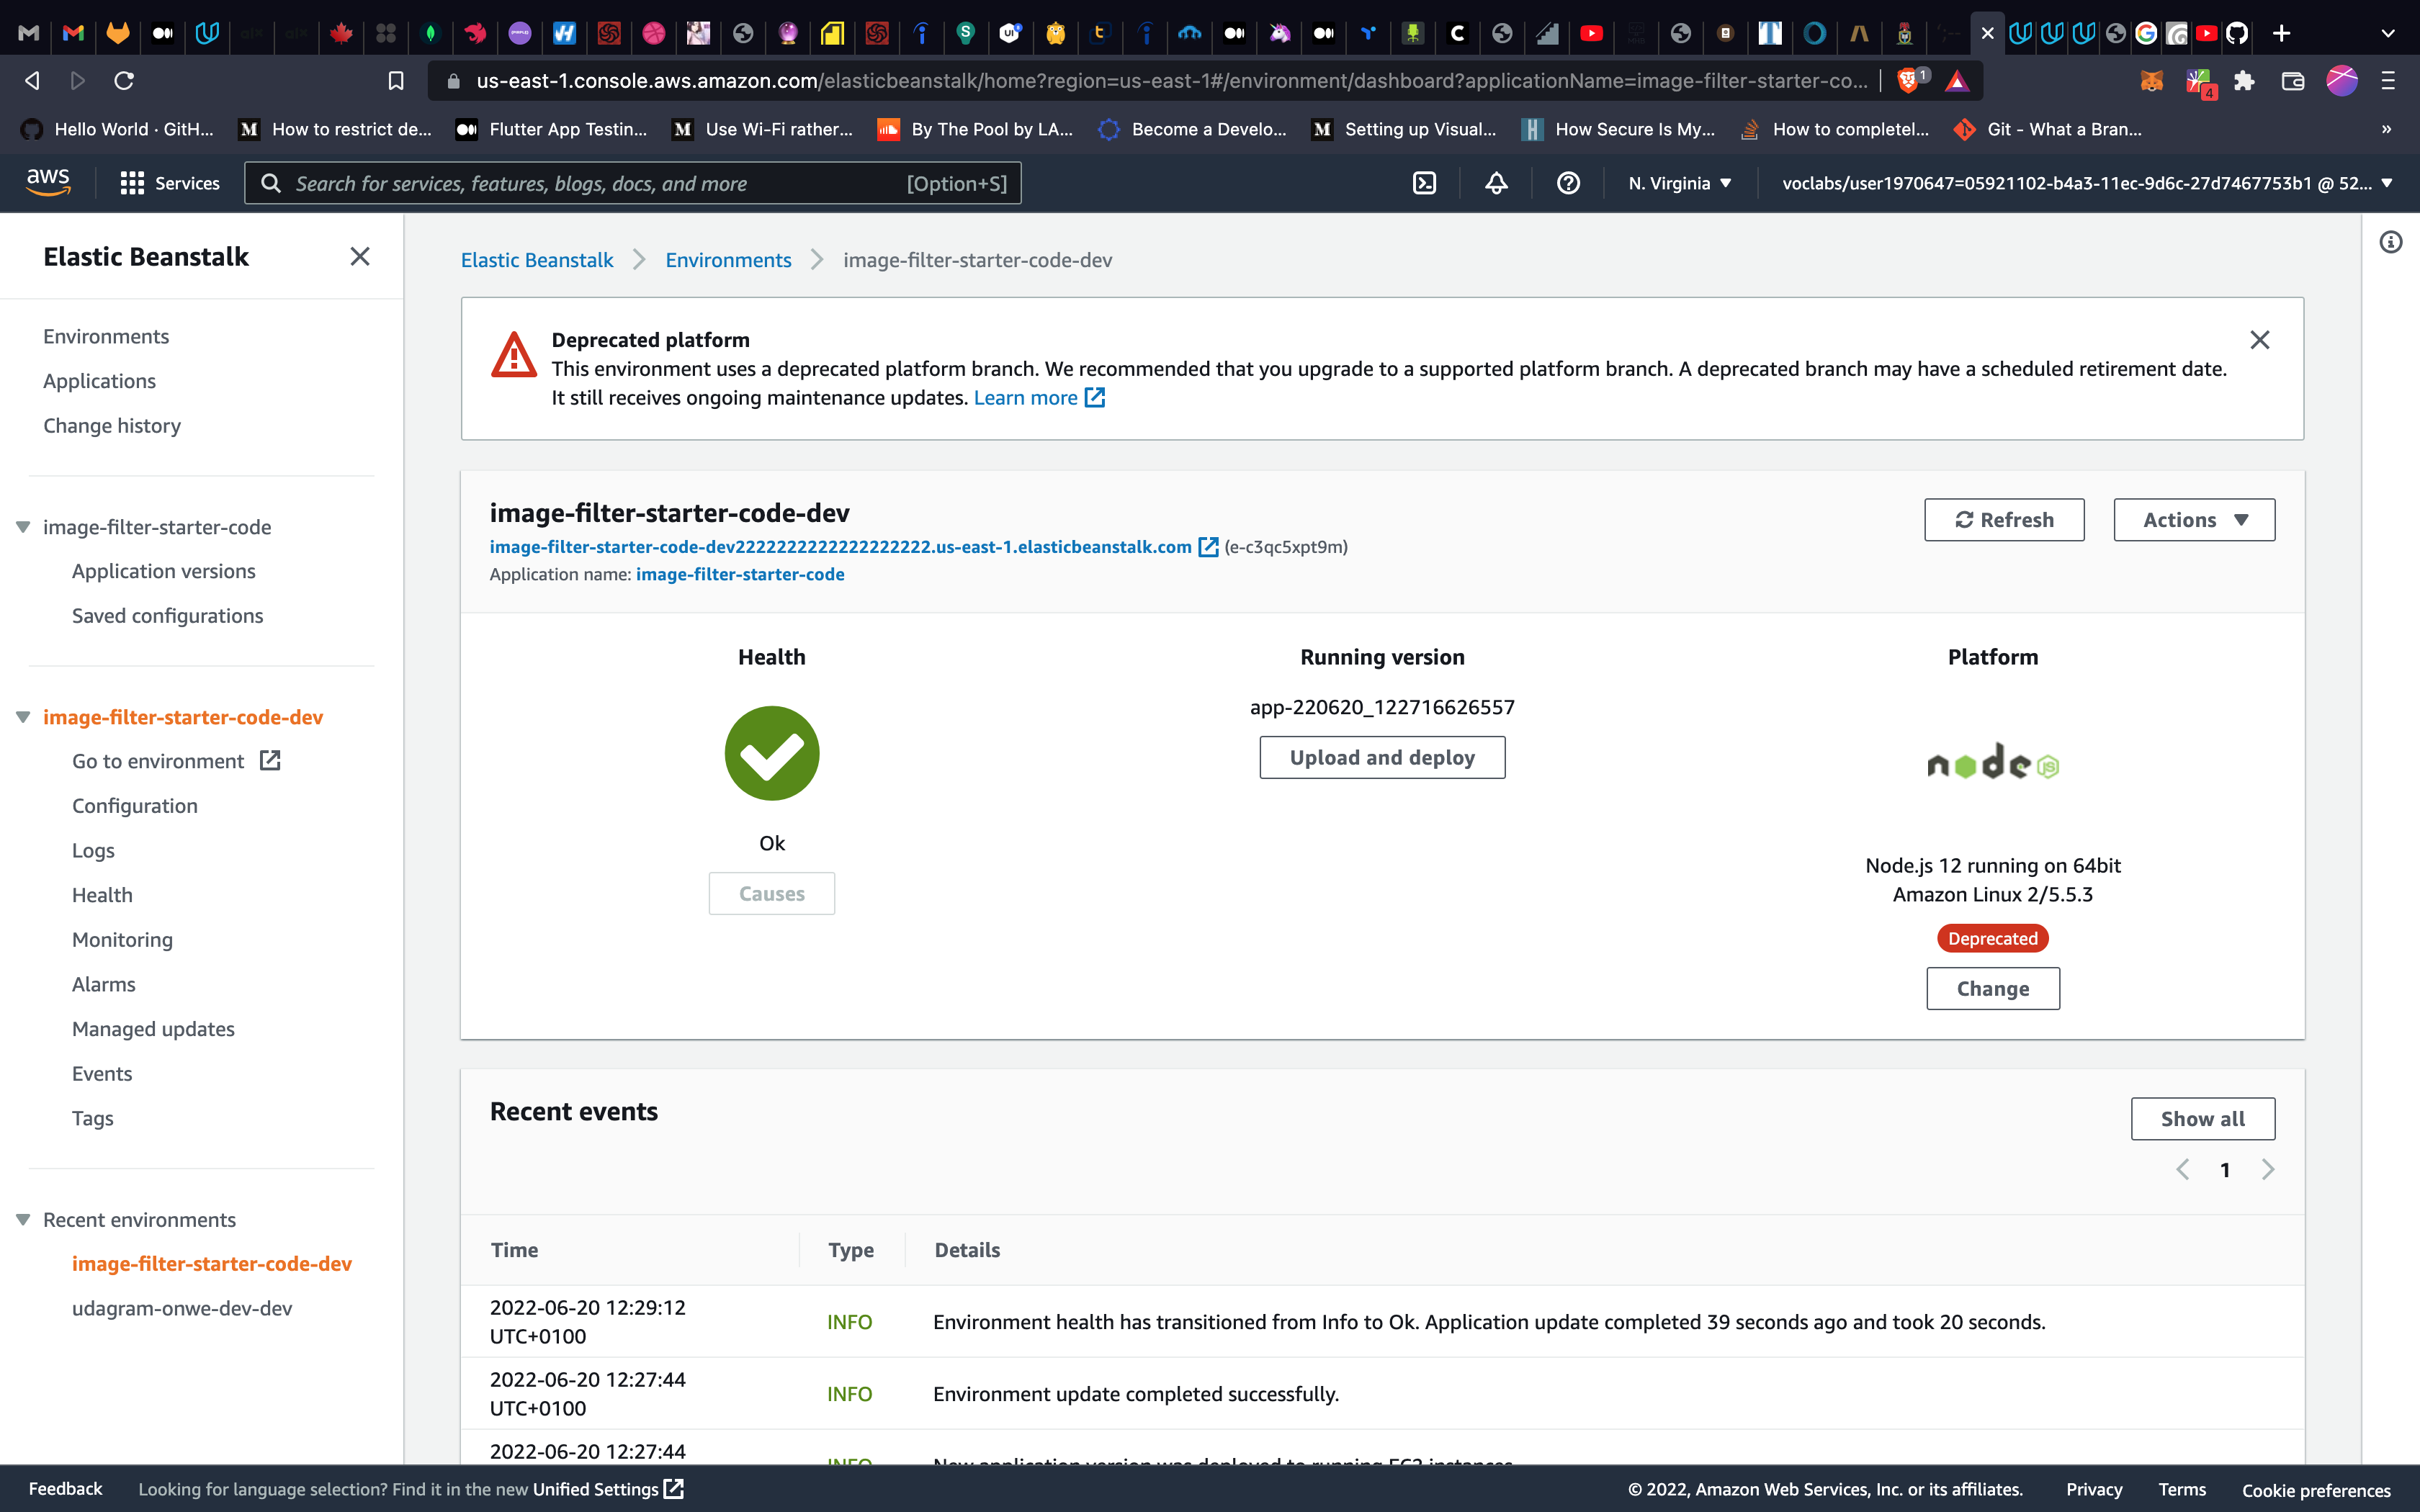 us-east-1.console.aws.amazon.com/elasticbeanstalk/home?region=us-east-1#/environment/dashboard?applicationName=image-filter-starter-co...
1
4
Hello World · GitH...
How to restrict de...
Flutter App Testin...
Use Wi-Fi rather...
By The Pool by LA...
Become a Develo...
Setting up Visual...
How Secure Is My...
How to completel...
Git - What a Bran...
aws
Services
Search for services, features, blogs, docs, and more
[Option+S]
N. Virginia
voclabs/user1970647=05921102-b4a3-11ec-9d6c-27d7467753b1 @ 52...
Elastic Beanstalk
Environments
Applications
Change history
image-filter-starter-code
Application versions
Saved configurations
image-filter-starter-code-dev
Go to environment
Configuration
Logs
Health
Monitoring
Alarms
Managed updates
Events
Tags
Recent environments
image-filter-starter-code-dev
udagram-onwe-dev-dev
Elastic Beanstalk
Environments
image-filter-starter-code-dev
Deprecated platform
This environment uses a deprecated platform branch. We recommended that you upgrade to a supported platform branch. A deprecated branch may have a scheduled retirement date.
It still receives ongoing maintenance updates. Learn more
image-filter-starter-code-dev
image-filter-starter-code-dev2222222222222222222.us-east-1.elasticbeanstalk.com (e-c3qc5xpt9m)
Application name: image-filter-starter-code
Refresh
Actions
Health
Ok
Causes
Running version
app-220620_122716626557
Upload and deploy
Platform
node JS
Node.js 12 running on 64bit
Amazon Linux 2/5.5.3
Deprecated
Change
Recent events
Show all
1
Time
Type
Details
2022-06-20 12:29:12
UTC+0100
INFO
Environment health has transitioned from Info to Ok. Application update completed 39 seconds ago and took 20 seconds.
2022-06-20 12:27:44
UTC+0100
INFO
Environment update completed successfully.
2022-06-20 12:27:44
INFO
New application version was deployed to running EC2 instances.
Feedback
Looking for language selection? Find it in the new Unified Settings
© 2022, Amazon Web Services, Inc. or its affiliates.
Privacy
Terms
Cookie preferences